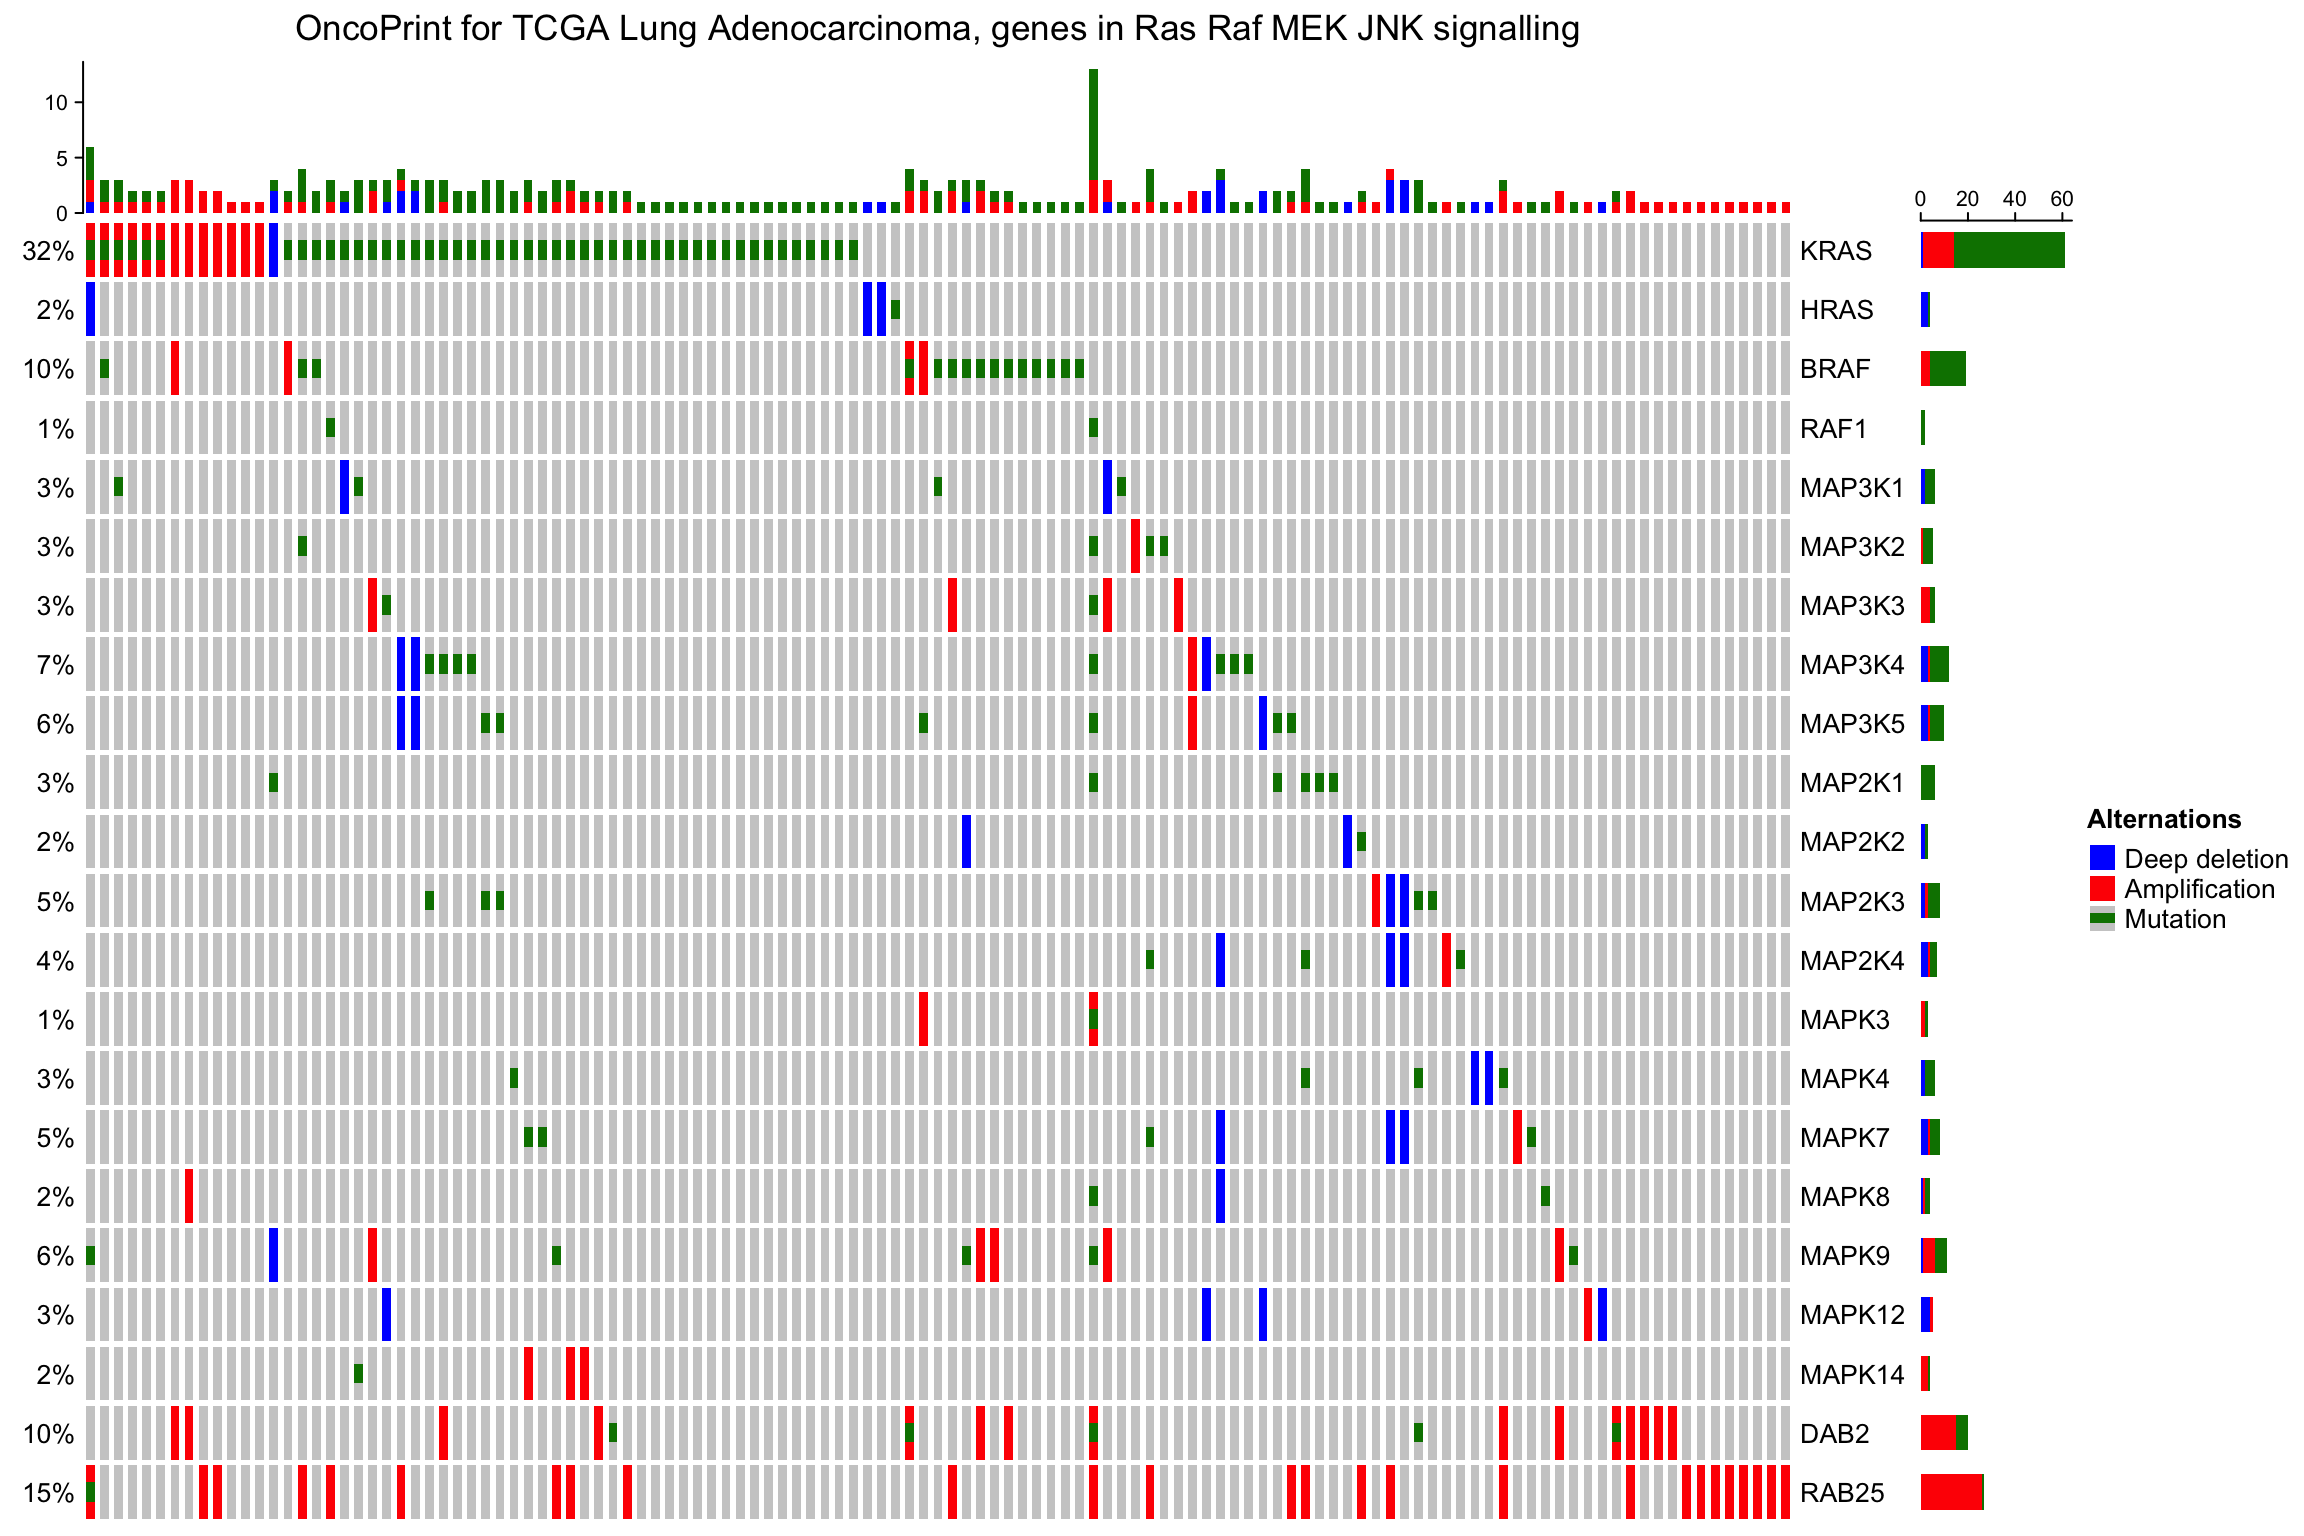 OncoPrint for TCGA Lung Adenocarcinoma, genes in Ras Raf MEK JNK signalling
10
5
0
0 20 40 60
32% KRAS
2% HRAS
10% BRAF
1% RAF1
3% MAP3K1
3% MAP3K2
3% MAP3K3
7% MAP3K4
6% MAP3K5
3% MAP2K1
2% MAP2K2
5% MAP2K3
4% MAP2K4
1% MAPK3
3% MAPK4
5% MAPK7
2% MAPK8
6% MAPK9
3% MAPK12
2% MAPK14
10% DAB2
15% RAB25
Alternations
Deep deletion
Amplification
Mutation